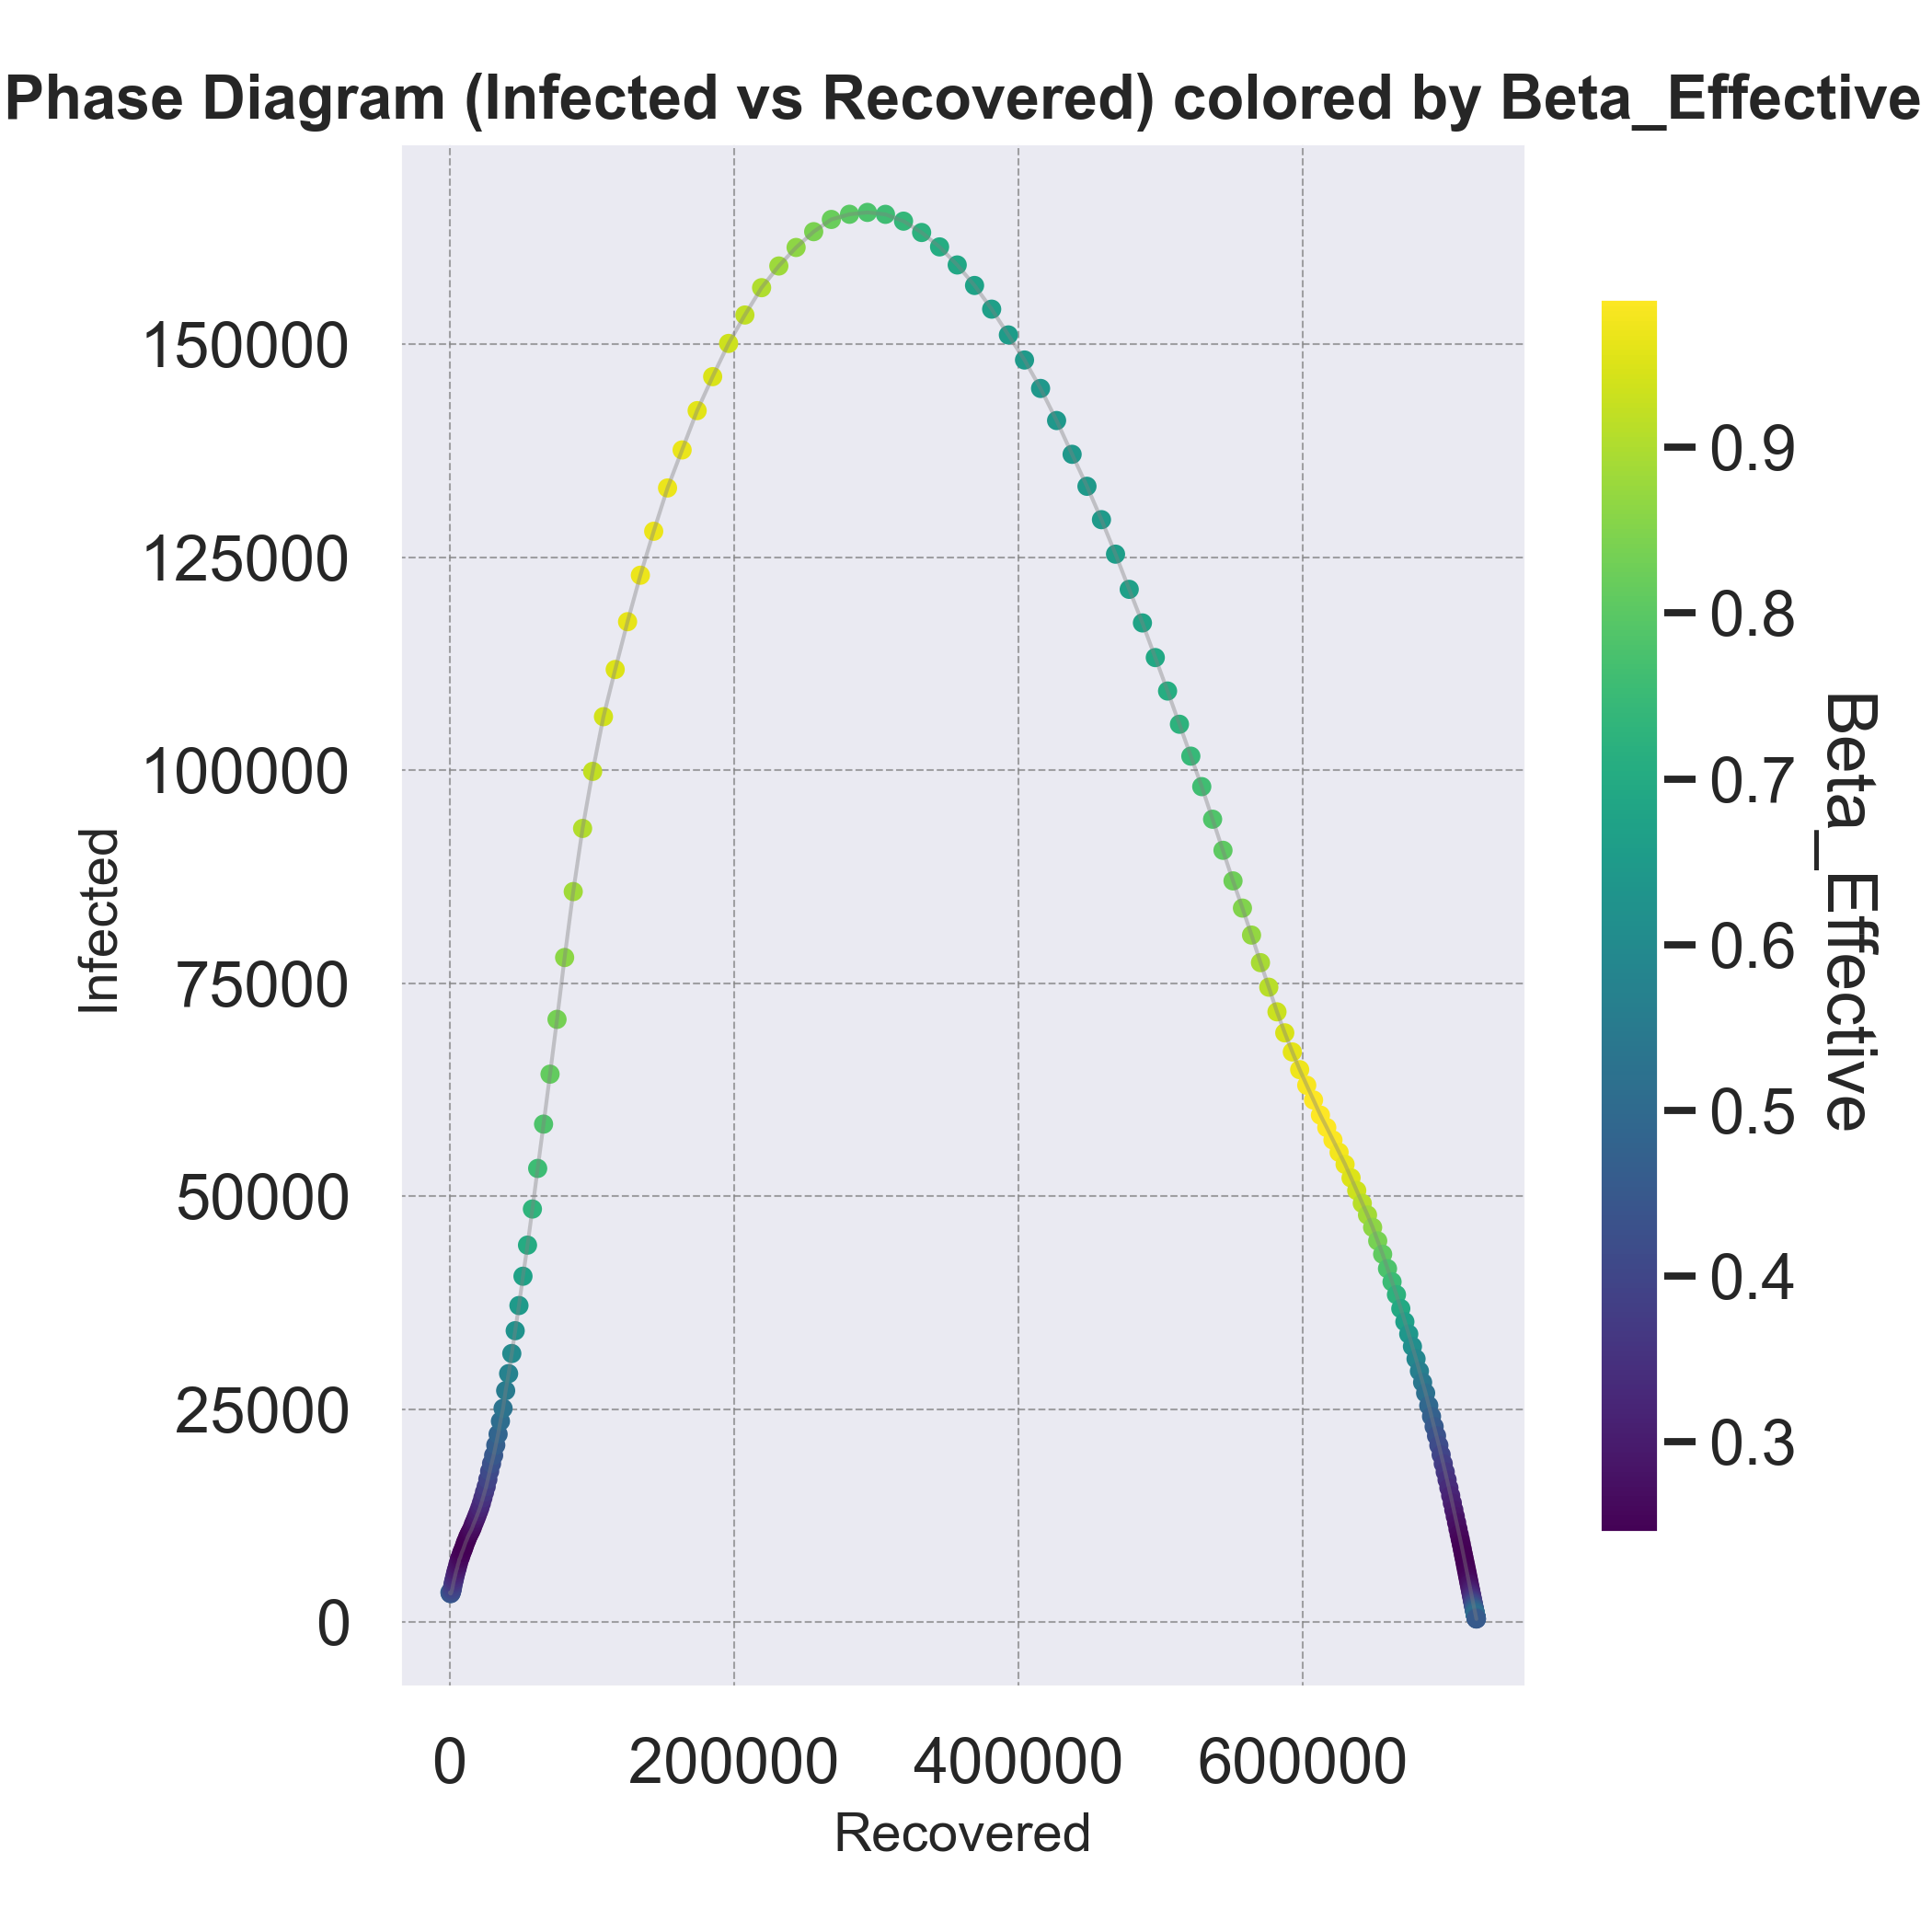 Phase Diagram (Infected vs Recovered) colored by Beta_Effective
150000
125000
100000
75000
50000
25000
0
Infected
0 200000 400000 600000
Recovered
0.9
0.8
0.7
0.6
0.5
0.4
0.3
Beta_Effective